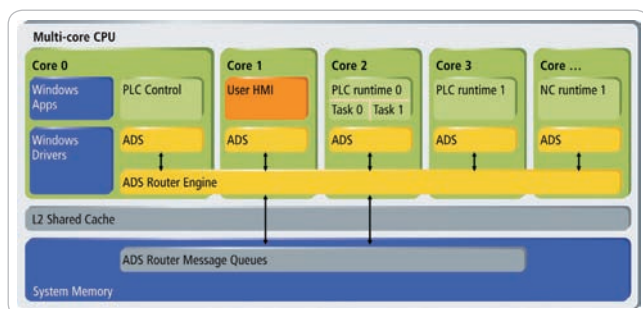 Multi-core CPU
Core 0
Core 1
Core 2
Core 3
Core ...
Windows
Apps
PLC Control
User HMI
PLC runtime 0
Task 0
Task 1
PLC runtime 1
NC runtime 1
Windows
Drivers
ADS
ADS
ADS
ADS
ADS
ADS Router Engine
L2 Shared Cache
ADS Router Message Queues
System Memory